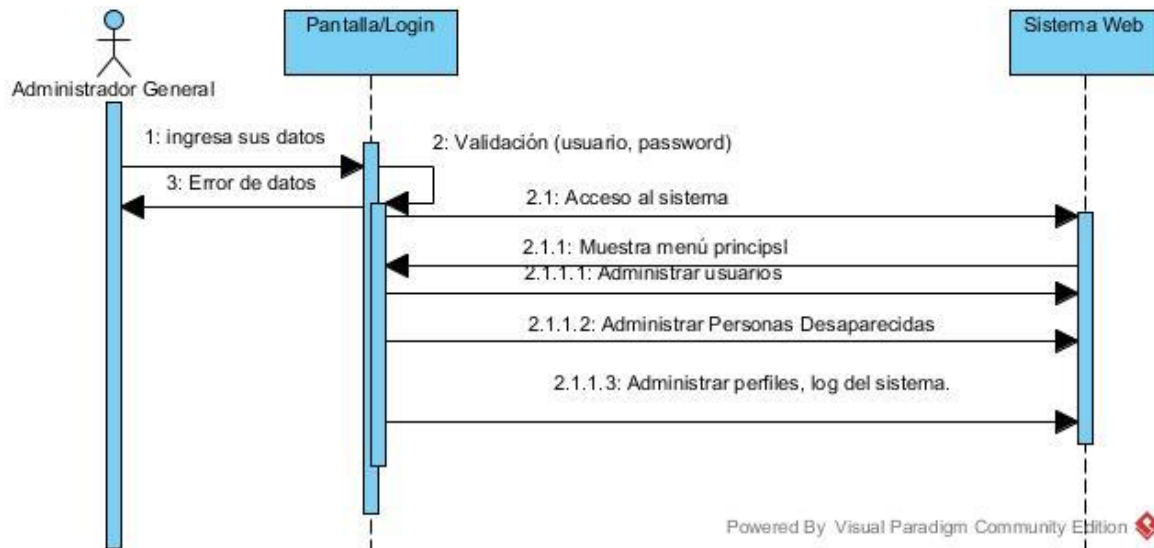 Pantalla/Login
Sistema Web
Administrador General
1: ingresa sus datos
2: Validación (usuario, password)
3: Error de datos
2.1: Acceso al sistema
2.1.1: Muestra menú principsl
2.1.1.1: Administrar usuarios
2.1.1.2: Administrar Personas Desaparecidas
2.1.1.3: Administrar perfiles, log del sistema.
Powered By Visual Paradigm Community Edition